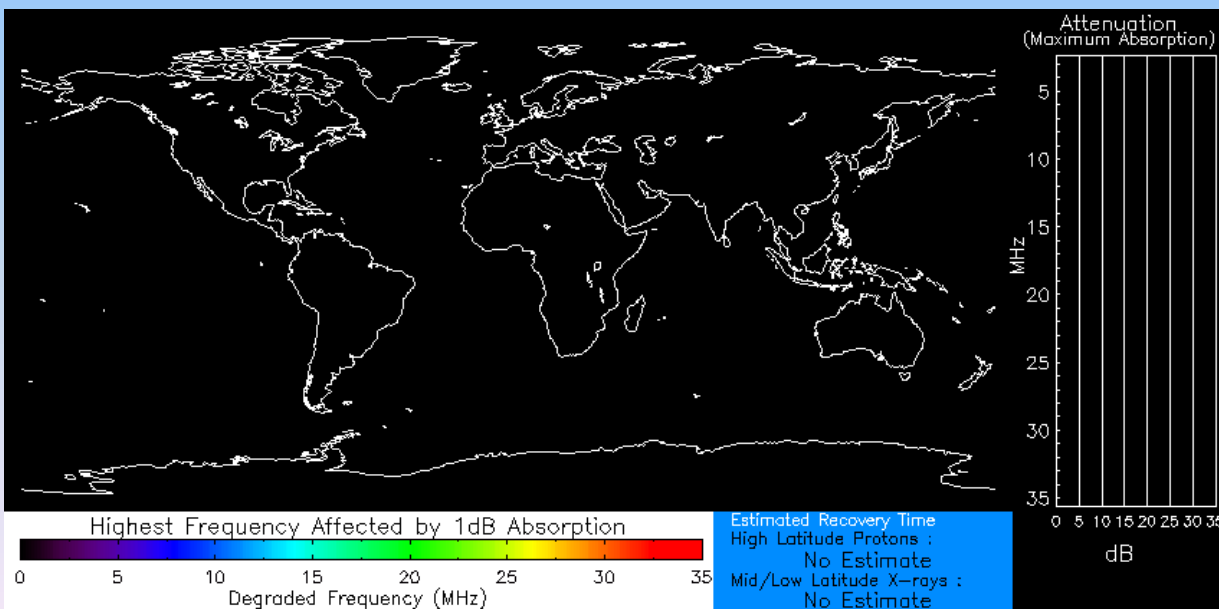 Attenuation
(Maximum Absorption)
5
10
15
20
25
30
35
MHz
0 5 10 15 20 25 30 35
dB
Highest Frequency Affected by 1dB Absorption
0 5 10 15 20 25 30 35
Degraded Frequency (MHz)
Estimated Recovery Time
High Latitude Protons :
No Estimate
Mid/Low Latitude X-rays :
No Estimate